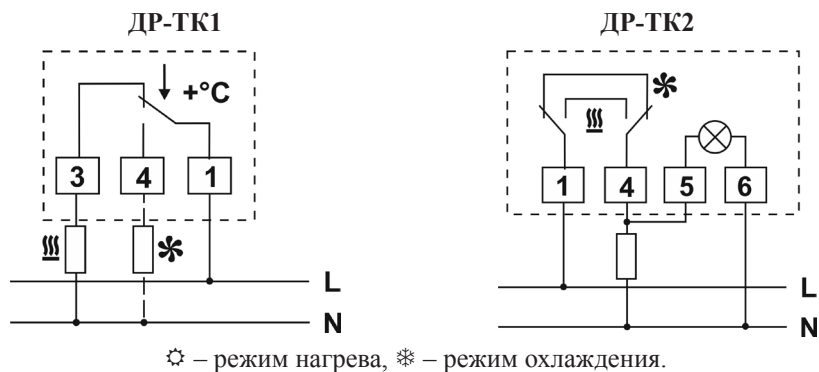 ДР-ТК1
ДР-ТК2
+°C
3 4 1
1 4 5 6
L
N
L
N
☼ – режим нагрева, ❄ – режим охлаждения.